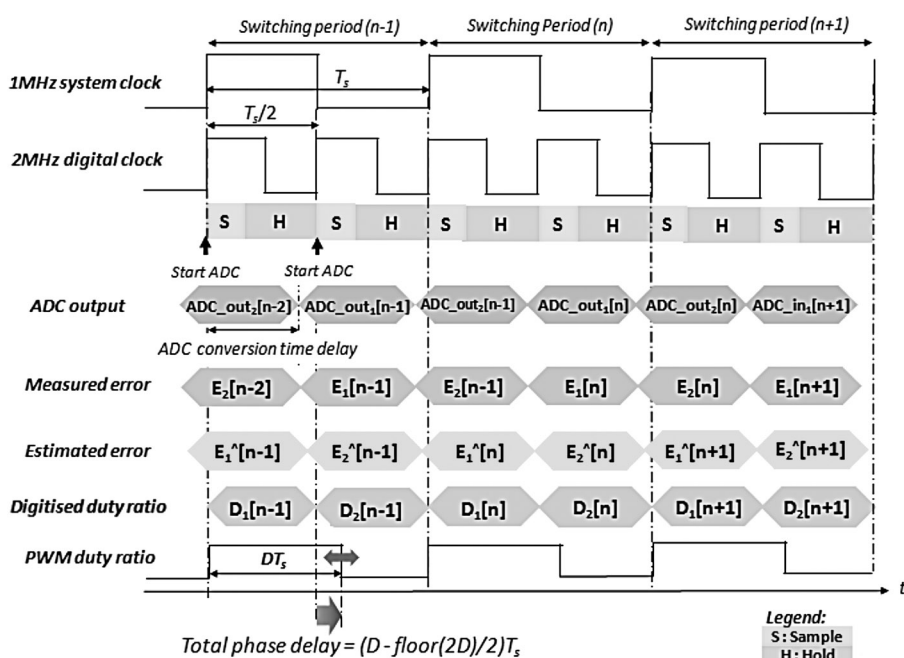 Switching period (n-1) Switching Period (n) Switching period (n+1)
1MHz system clock
Ts
Ts/2
2MHz digital clock
S H S H S H S H S H S H
Start ADC Start ADC
ADC output ADC_out2[n-2] ADC_out1[n-1] ADC_out2[n-1] ADC_out1[n] ADC_out2[n] ADC_in1[n+1]
ADC conversion time delay
Measured error E2[n-2] E1[n-1] E2[n-1] E1[n] E2[n] E1[n+1]
Estimated error E1^[n-1] E2^[n-1] E1^[n] E2^[n] E1^[n+1] E2^[n+1]
Digitised duty ratio D1[n-1] D2[n-1] D1[n] D2[n] D1[n+1] D2[n+1]
PWM duty ratio
DTs
t
Total phase delay = (D - floor(2D)/2)Ts
Legend:
S : Sample
H : Hold